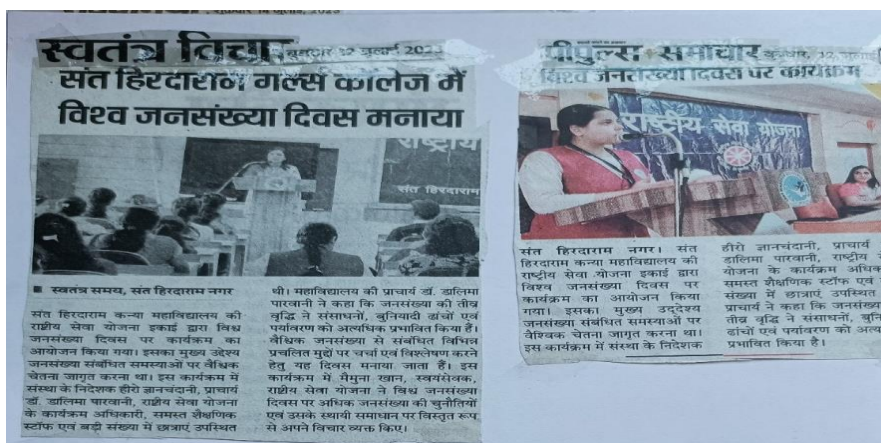 स्वतंत्र विचार
बुधवार 12 जुलाई 2023
संत हिरदाराम गर्ल्स कॉलेज में
विश्व जनसंख्या दिवस मनाया
राष्ट्रीय
संत हिरदाराम
■ स्वतंत्र समय, संत हिरदाराम नगर
संत हिरदाराम कन्या महाविद्यालय की
राष्ट्रीय सेवा योजना इकाई द्वारा विश्व
जनसंख्या दिवस पर कार्यक्रम का
आयोजन किया गया। इसका मुख्य उद्देश्य
जनसंख्या संबंधित समस्याओं पर वैश्विक
चेतना जागृत करना था। इस कार्यक्रम में
संस्था के निदेशक हीरो ज्ञानचंदानी, प्राचार्य
डॉ. डालिमा पारवानी, राष्ट्रीय सेवा योजना
के कार्यक्रम अधिकारी, समस्त शैक्षणिक
स्टॉफ एवं बड़ी संख्या में छात्राएं उपस्थित
थी। महाविद्यालय की प्राचार्य डॉ. डालिमा
पारवानी ने कहा कि जनसंख्या की तीव्र
वृद्धि ने संसाधनों, बुनियादी ढांचों एवं
पर्यावरण को अत्यधिक प्रभावित किया हैं।
वैश्विक जनसंख्या से संबंधित विभिन्न
प्रचलित मुद्दों पर चर्चा एवं विश्लेषण करने
हेतु यह दिवस मनाया जाता हैं। इस
कार्यक्रम में मैमुना खान, स्वयंसेवक,
राष्ट्रीय सेवा योजना ने विश्व जनसंख्या
दिवस पर अधिक जनसंख्या की चुनौतियों
एवं उसके स्थायी समाधान पर विस्तृत रूप
से अपने विचार व्यक्त किए।
पीपुल्स समाचार
बुधवार, 12
विश्व जनसंख्या दिवस पर कार्यक्रम
राष्ट्रीय सेवा योजना
संत हिरदाराम नगर। संत
हिरदाराम कन्या महाविद्यालय की
राष्ट्रीय सेवा योजना इकाई द्वारा
विश्व जनसंख्या दिवस पर
कार्यक्रम का आयोजन किया
गया। इसका मुख्य उद्देश्य
जनसंख्या संबंधित समस्याओं पर
वैश्विक चेतना जागृत करना था।
इस कार्यक्रम में संस्था के निदेशक
हीरो ज्ञानचंदानी, प्राचार्य
डालिमा पारवानी, राष्ट्रीय
योजना के कार्यक्रम
समस्त शैक्षणिक स्टॉफ एवं
संख्या में छात्राएं उपस्थित
प्राचार्य ने कहा कि जनसंख्या
तीव्र वृद्धि ने संसाधनों,
ढांचों एवं पर्यावरण को
प्रभावित किया है।